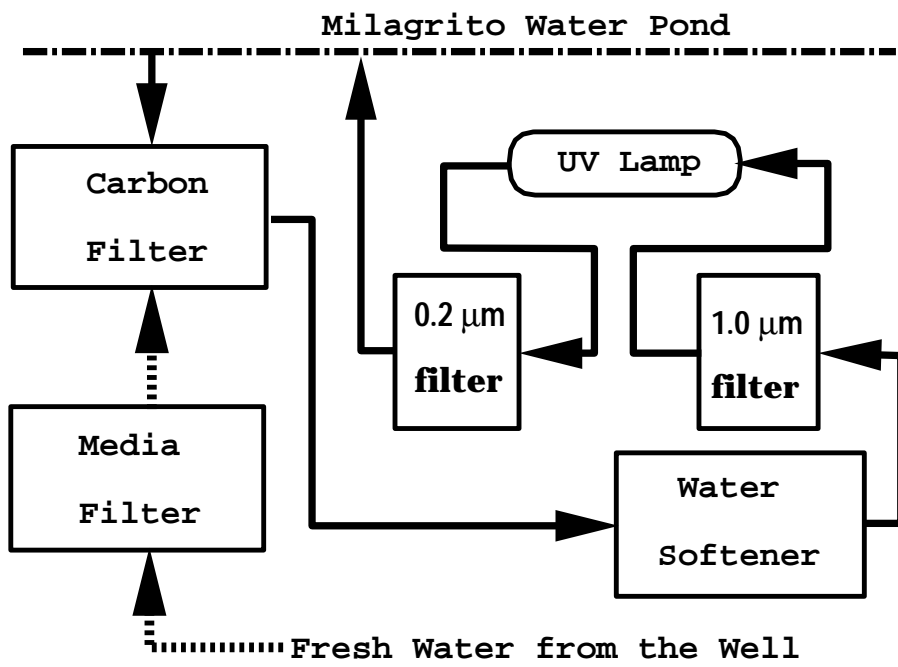 Milagrito Water Pond
UV Lamp
Carbon
Filter
0.2 μm
filter
1.0 μm
filter
Media
Filter
Water
Softener
Fresh Water from the Well